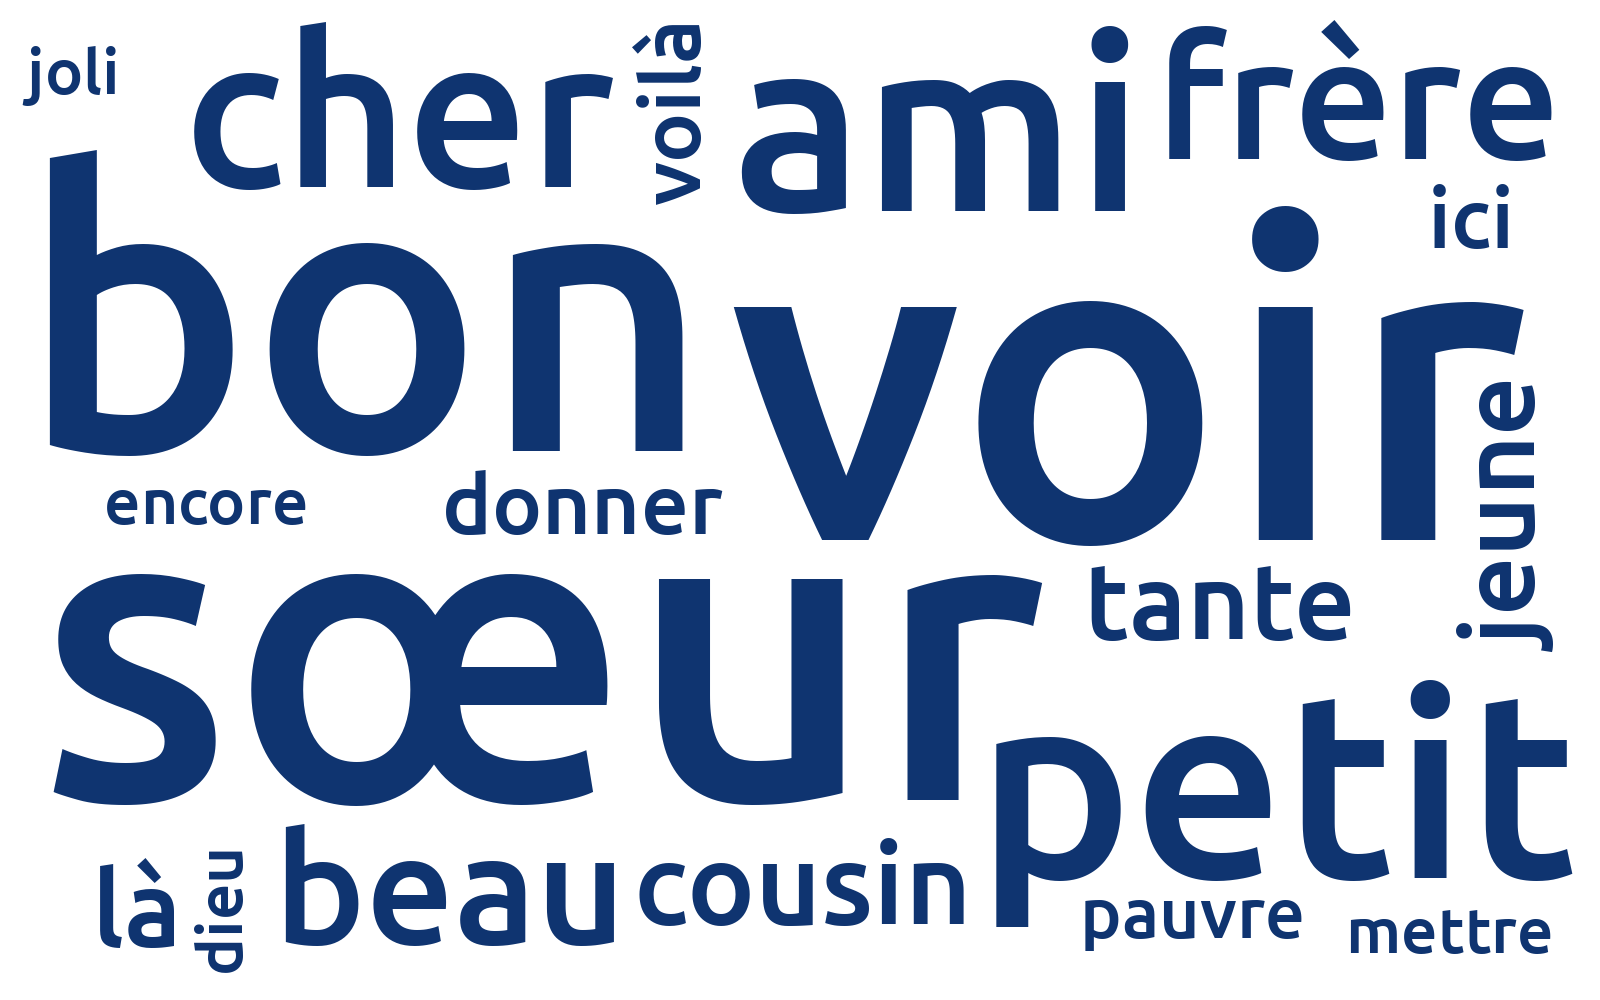 joli
cher
voilà
ami
frère
ici
bon
voir
jeune
encore
donner
sœur
tante
petit
là
dieu
beau
cousin
pauvre
mettre